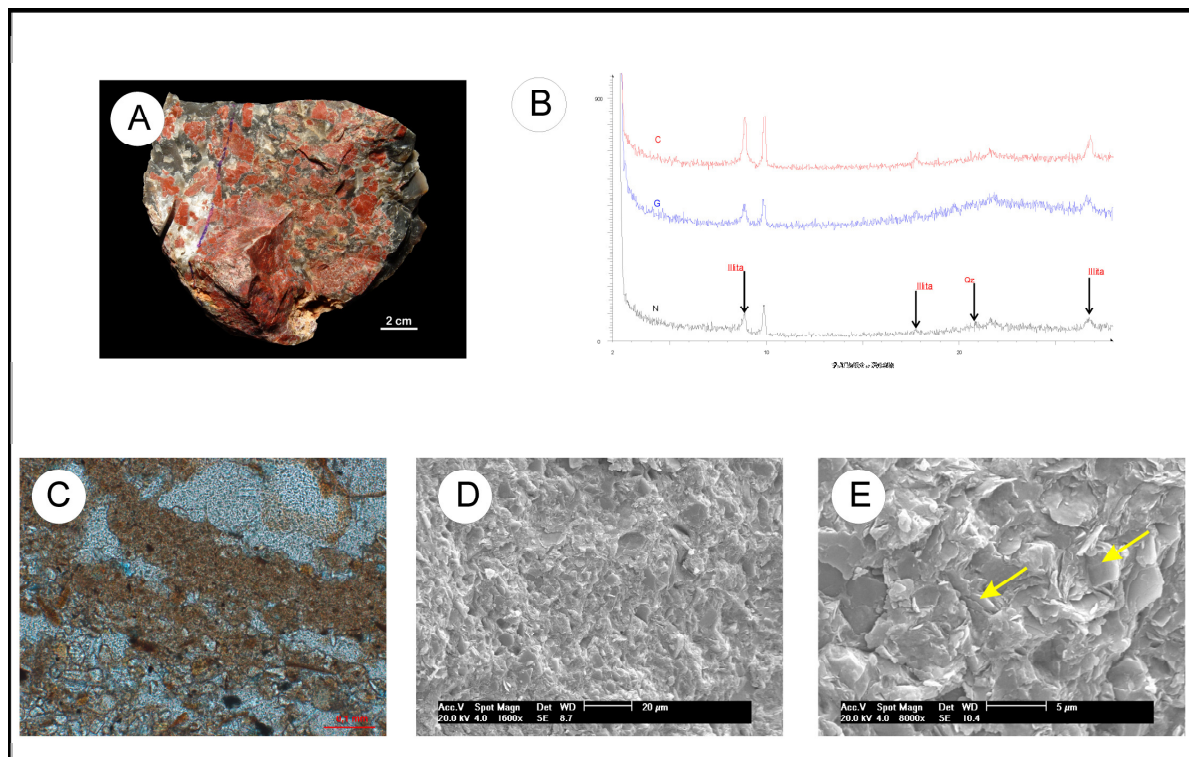 A
2 cm
B
900
C
G
Illita
Illita
Qz
Illita
N
0
2
10
20
C
D
Acc.V Spot Magn Det WD 20 µm
20.0 kV 4.0 1600x SE 8.7
E
Acc.V Spot Magn Det WD 5 µm
20.0 kV 4.0 8000x SE 10.4